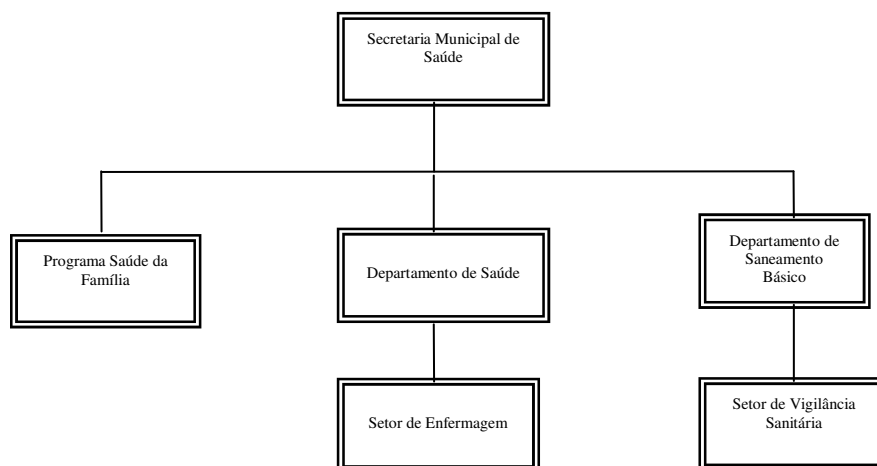 Secretaria Municipal de
Saúde
Programa Saúde da
Família
Departamento de Saúde
Departamento de
Saneamento
Básico
Setor de Enfermagem
Setor de Vigilância
Sanitária